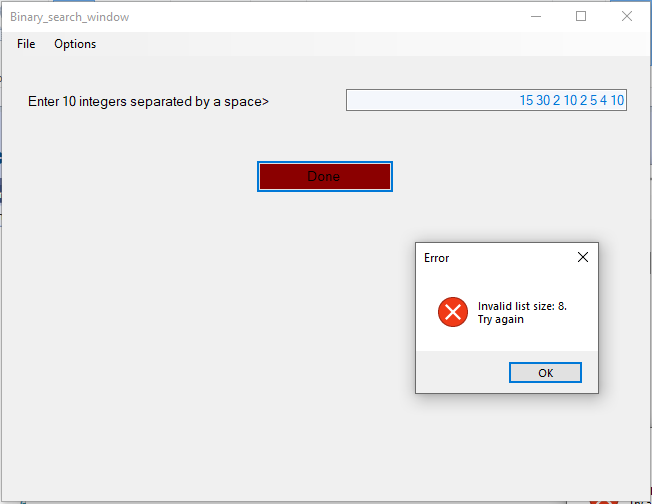 Binary_search_window
File Options
Enter 10 integers separated by a space>
15 30 2 10 2 5 4 10
Done
Error
Invalid list size: 8.
Try again
OK